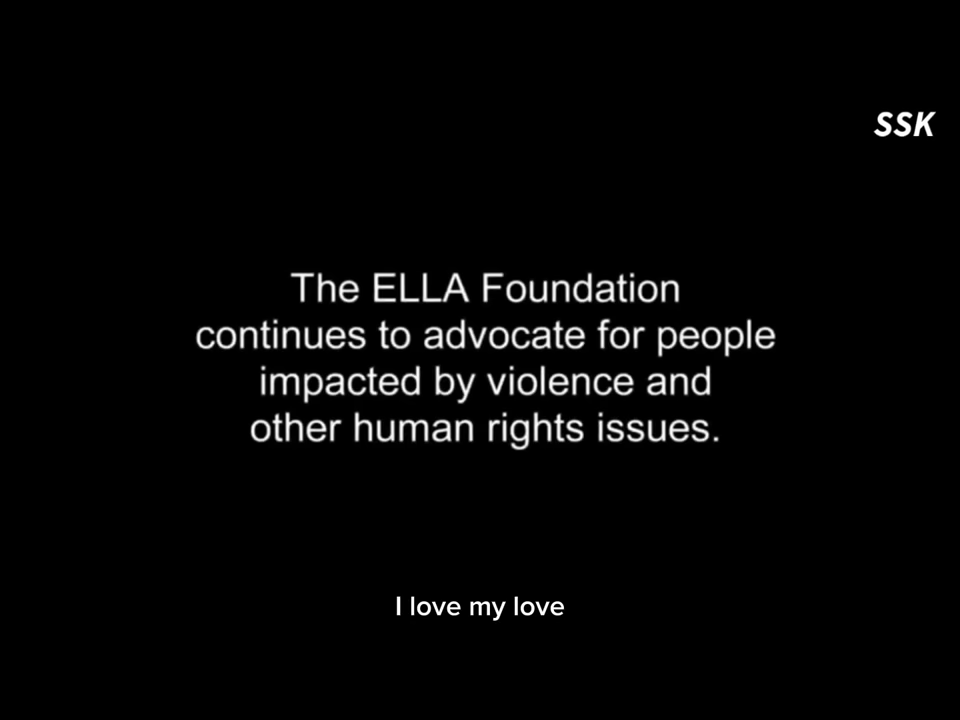 SSK
The ELLA Foundation
continues to advocate for people
impacted by violence and
other human rights issues.
I love my love